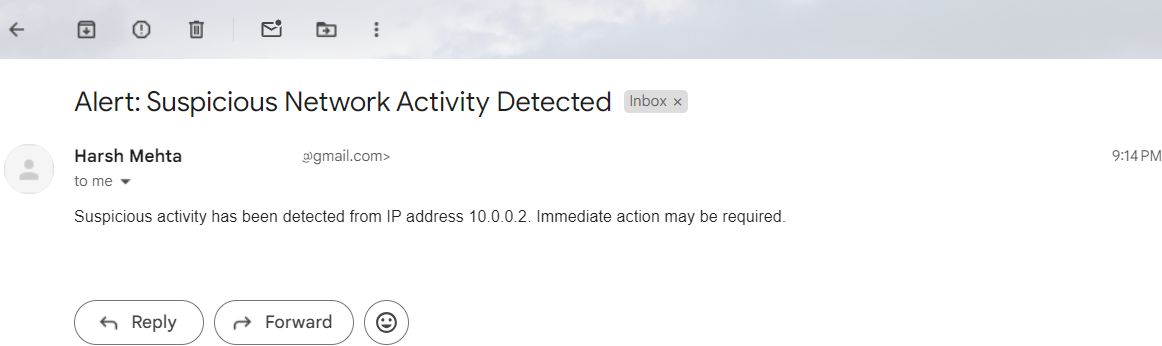 Alert: Suspicious Network Activity Detected Inbox ×
Harsh Mehta @gmail.com> 9:14 PM
to me
Suspicious activity has been detected from IP address 10.0.0.2. Immediate action may be required.
Reply Forward